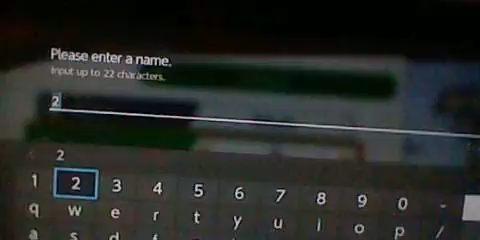 Please enter a name.
Input up to 22 characters.
2
2
1 2 3 4 5 6 7 8 9 0 -
q w e r t y u i o p /
a s d f